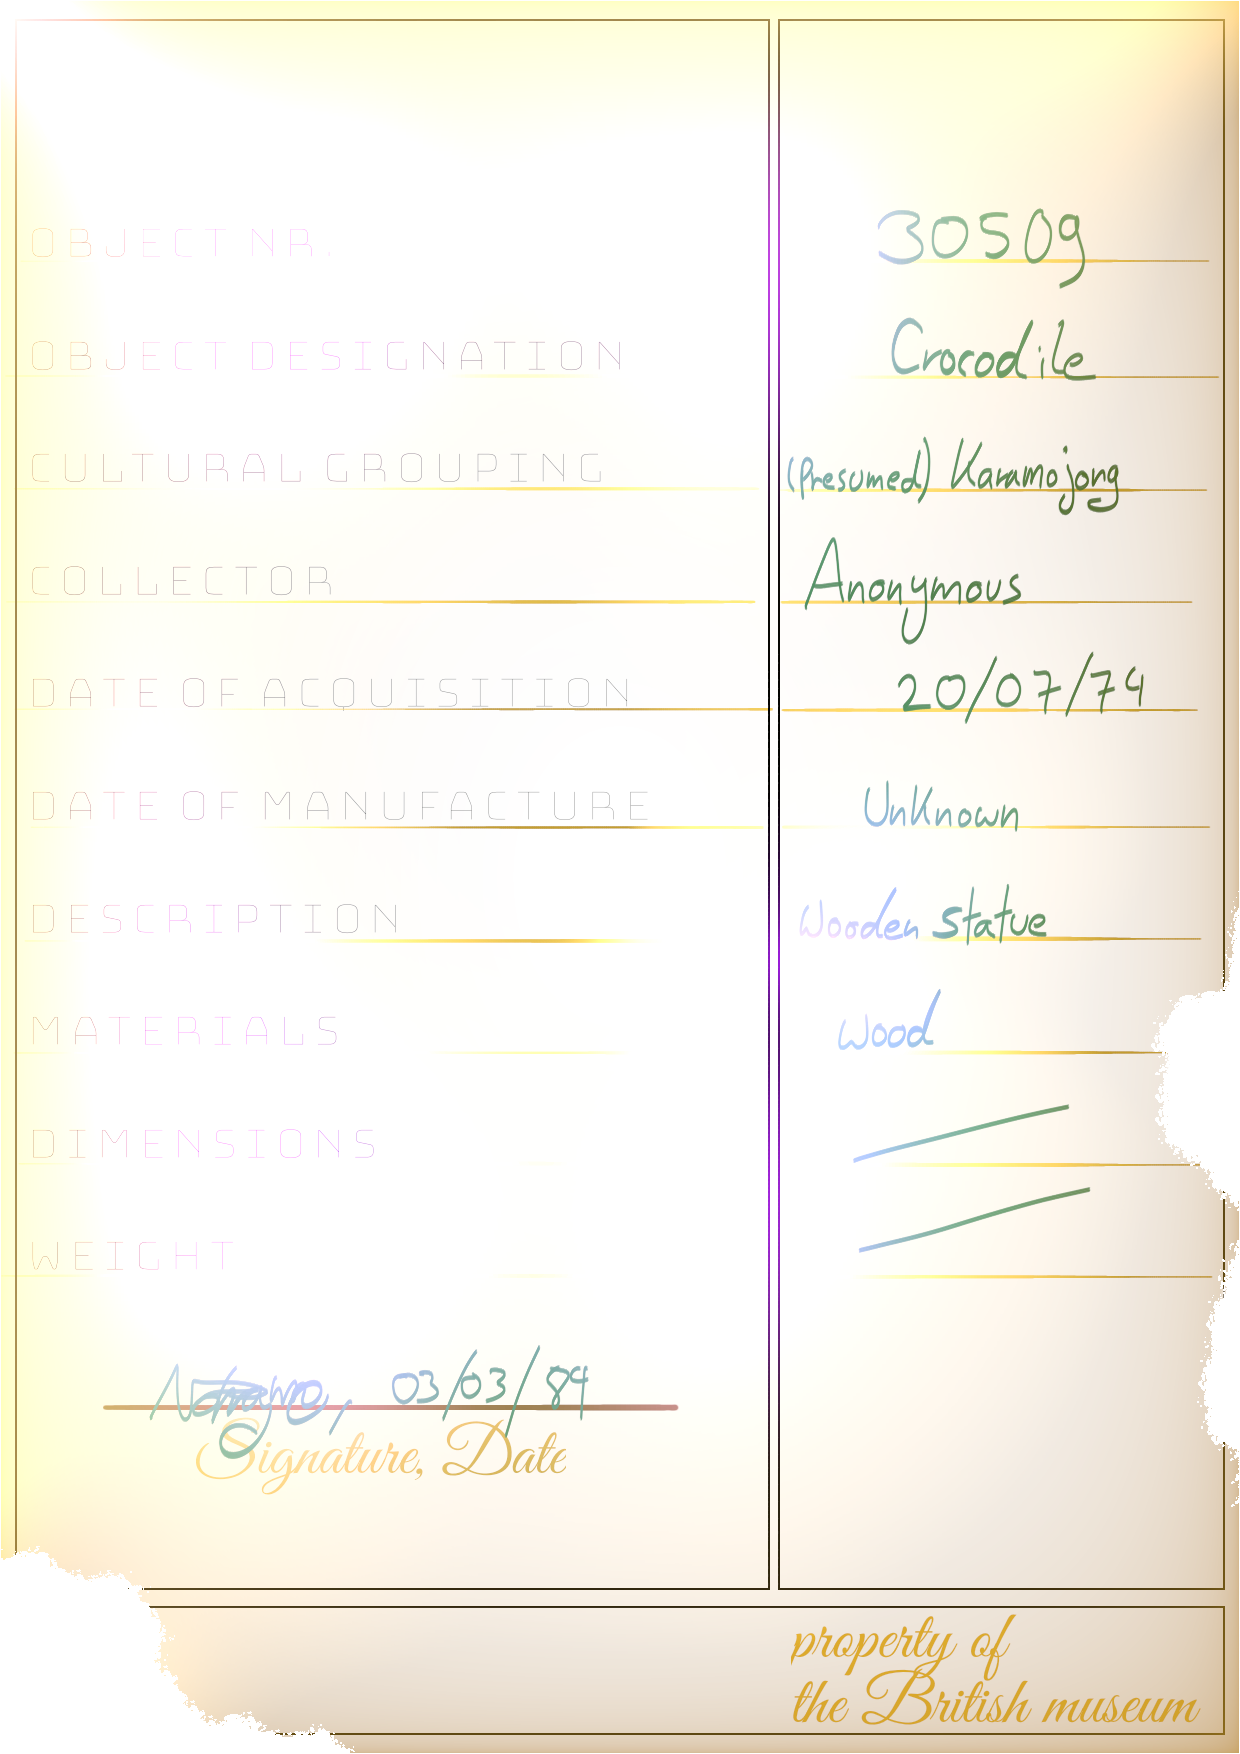 OBJECT NR. 30509
OBJECT DESIGNATION Crocodile
CULTURAL GROUPING (Presumed) Karamojong
COLLECTOR Anonymous
DATE OF ACQUISITION 20/07/74
DATE OF MANUFACTURE Unknown
DESCRIPTION Wooden statue
MATERIALS Wood
DIMENSIONS
WEIGHT
03/03/84
Signature, Date
property of
the British museum